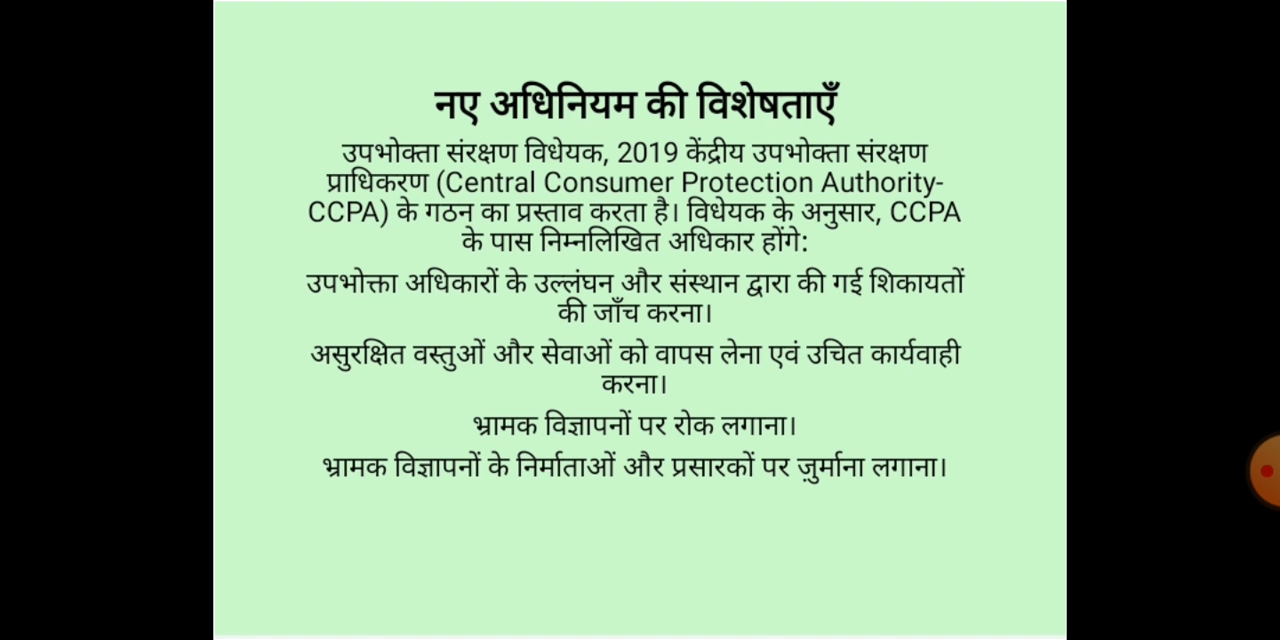 नए अधिनियम की विशेषताएँ
उपभोक्ता संरक्षण विधेयक, 2019 केंद्रीय उपभोक्ता संरक्षण
प्राधिकरण (Central Consumer Protection Authority-
CCPA) के गठन का प्रस्ताव करता है। विधेयक के अनुसार, CCPA
के पास निम्नलिखित अधिकार होंगे:
उपभोक्ता अधिकारों के उल्लंघन और संस्थान द्वारा की गई शिकायतों
की जाँच करना।
असुरक्षित वस्तुओं और सेवाओं को वापस लेना एवं उचित कार्यवाही
करना।
भ्रामक विज्ञापनों पर रोक लगाना।
भ्रामक विज्ञापनों के निर्माताओं और प्रसारकों पर ज़ुर्माना लगाना।